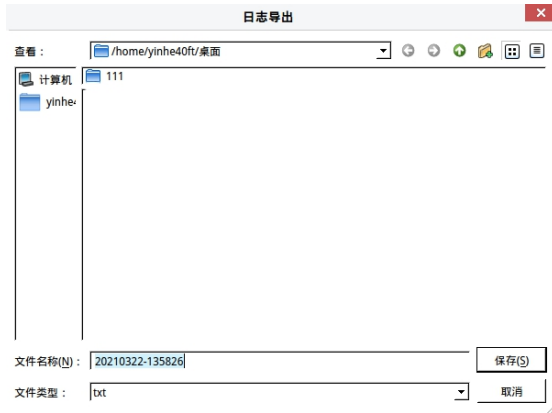 日志导出
查看：
/home/yinhe40ft/桌面
计算机
111
yinhe4
文件名称(N)：
20210322-135826
保存(S)
文件类型：
txt
取消